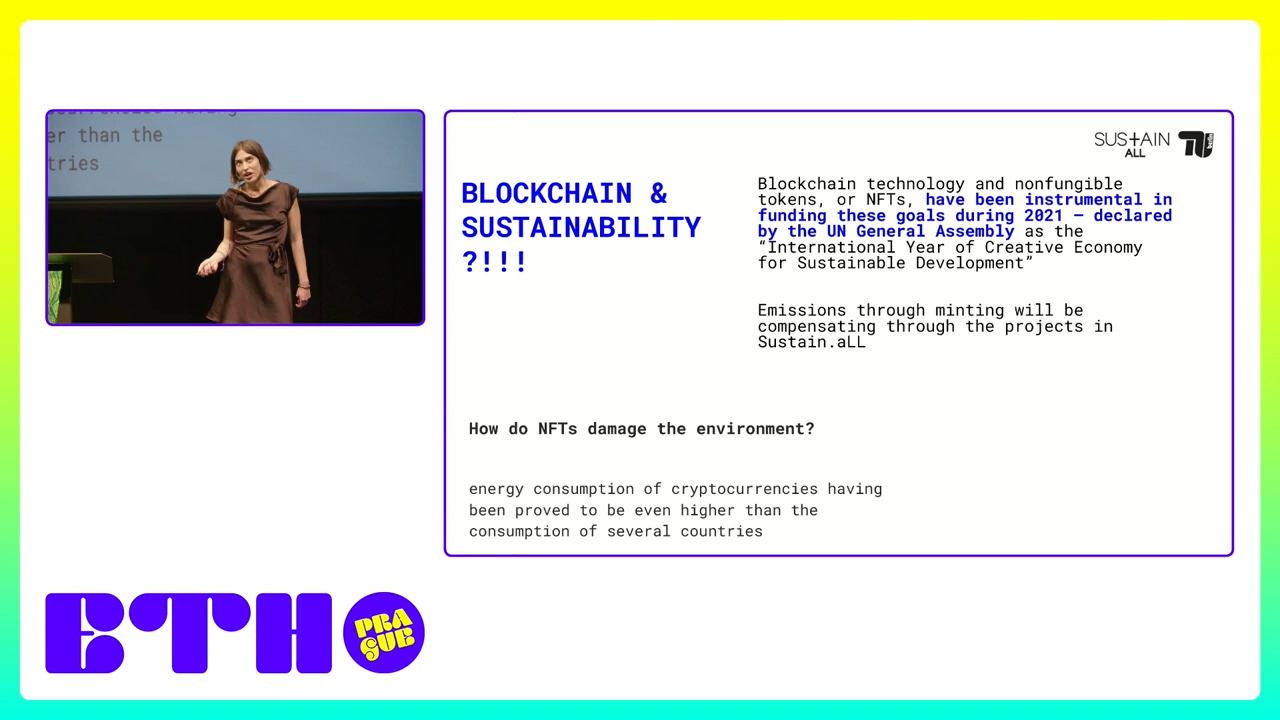 ocurrencies having
er than the
tries
SUSTAIN
ALL
BLOCKCHAIN &
SUSTAINABILITY
?!!!
Blockchain technology and nonfungible
tokens, or NFTs, have been instrumental in
funding these goals during 2021 – declared
by the UN General Assembly as the
“International Year of Creative Economy
for Sustainable Development”
Emissions through minting will be
compensating through the projects in
Sustain.aLL
How do NFTs damage the environment?
energy consumption of cryptocurrencies having
been proved to be even higher than the
consumption of several countries
ETH
PRA
GUE